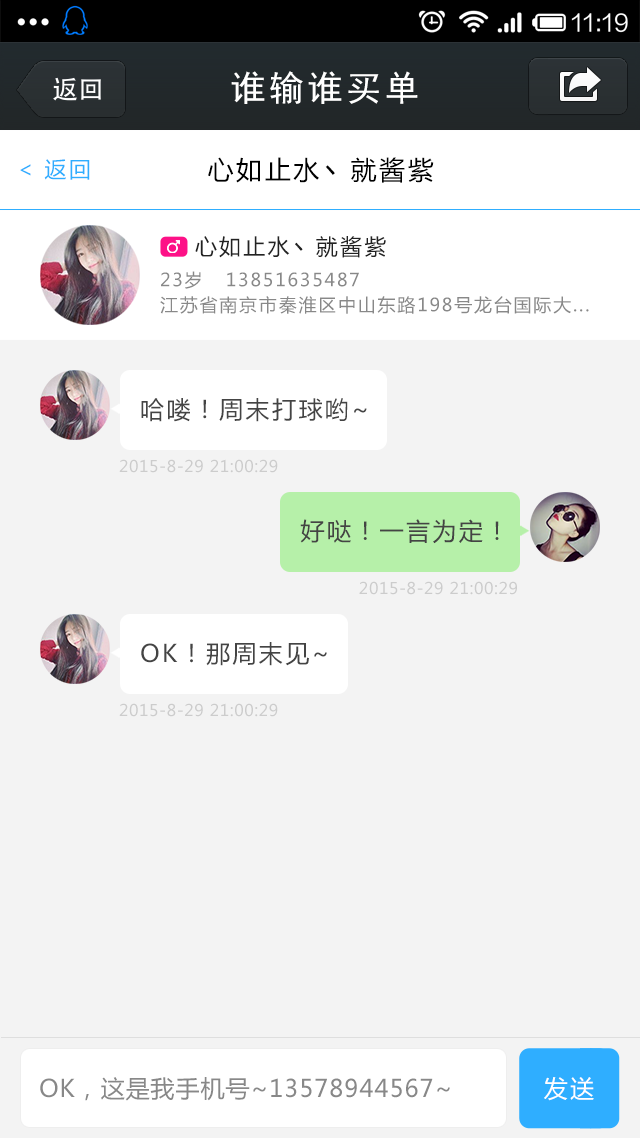 11:19
返回
谁输谁买单
< 返回
心如止水丶就酱紫
心如止水丶就酱紫
23岁 13851635487
江苏省南京市秦淮区中山东路198号龙台国际大...
哈喽！周末打球哟~
2015-8-29 21:00:29
好哒！一言为定！
2015-8-29 21:00:29
OK！那周末见~
2015-8-29 21:00:29
OK，这是我手机号~13578944567~
发送